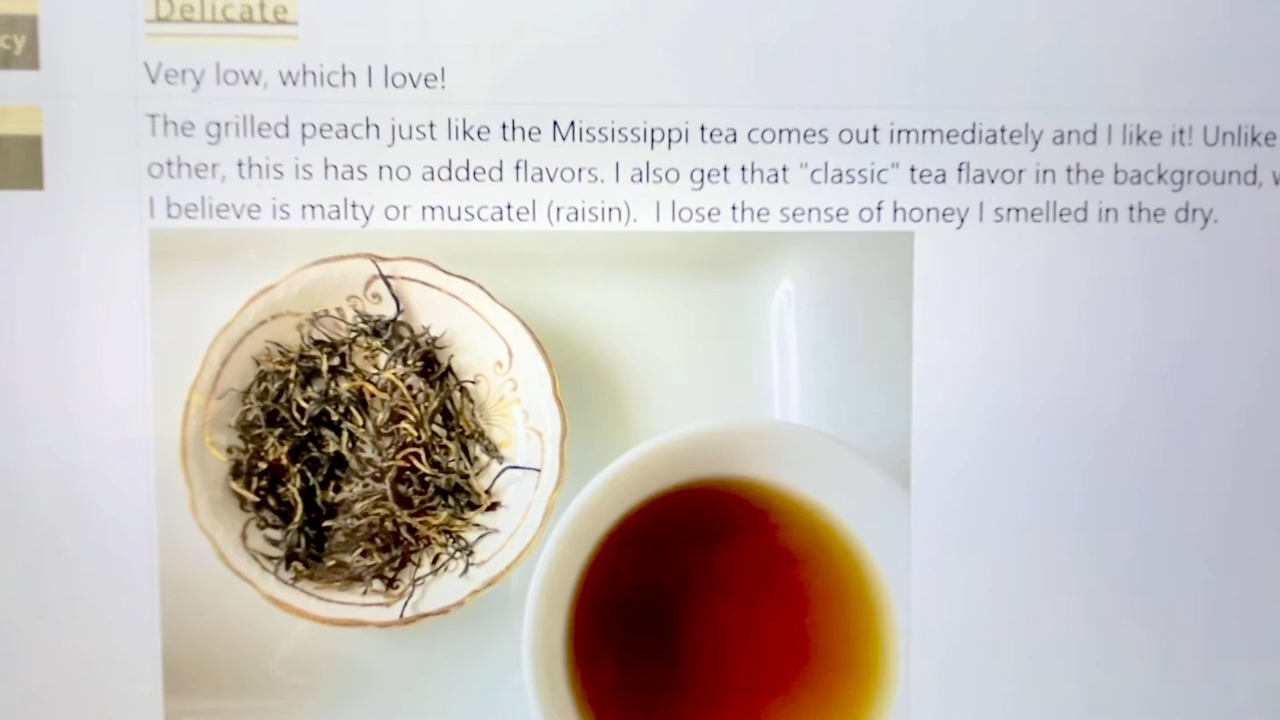 Delicate
cy
Very low, which I love!
The grilled peach just like the Mississippi tea comes out immediately and I like it! Unlike
other, this is has no added flavors. I also get that "classic" tea flavor in the background,
I believe is malty or muscatel (raisin). I lose the sense of honey I smelled in the dry.